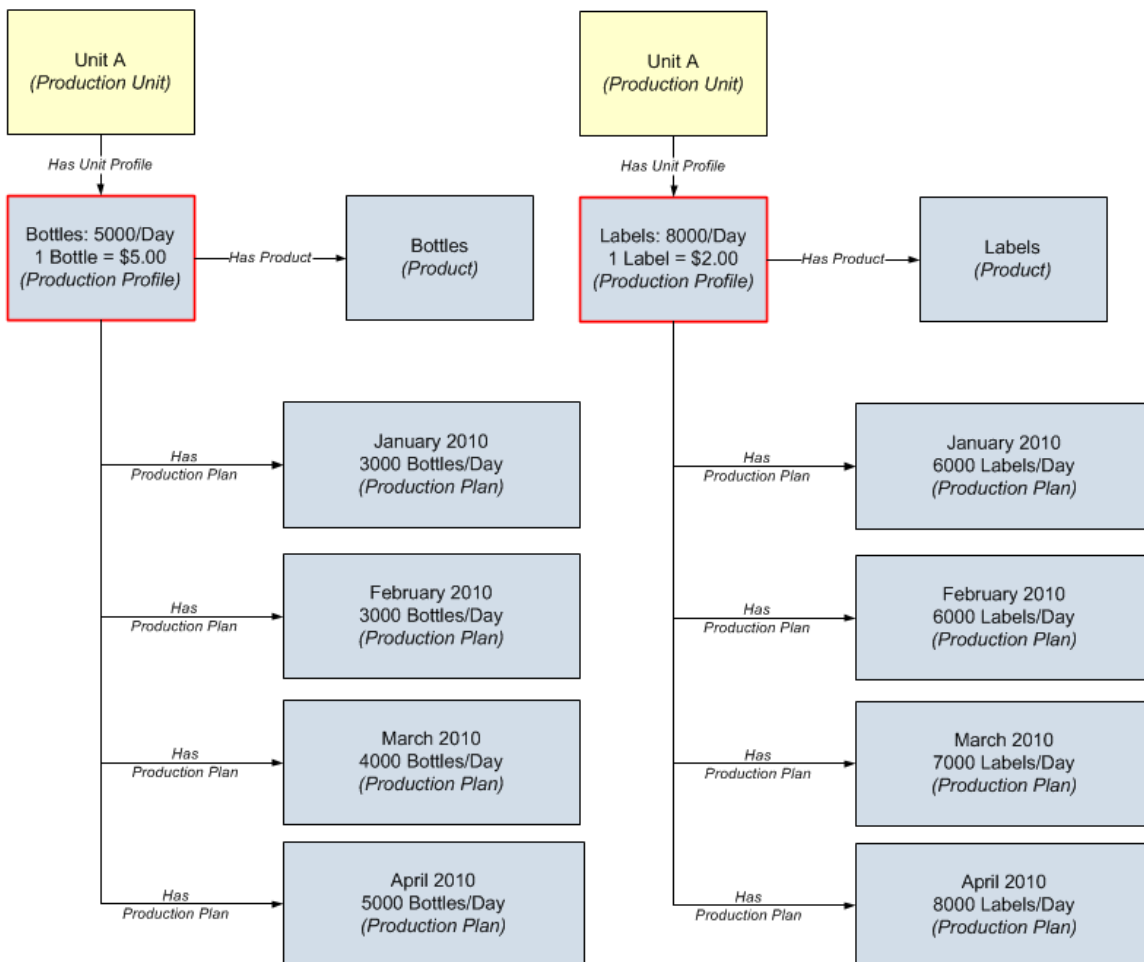 Unit A
(Production Unit)
Has Unit Profile
Bottles: 5000/Day
1 Bottle = $5.00
(Production Profile)
Has Product
Bottles
(Product)
Has
Production Plan
January 2010
3000 Bottles/Day
(Production Plan)
Has
Production Plan
February 2010
3000 Bottles/Day
(Production Plan)
Has
Production Plan
March 2010
4000 Bottles/Day
(Production Plan)
Has
Production Plan
April 2010
5000 Bottles/Day
(Production Plan)
Unit A
(Production Unit)
Has Unit Profile
Labels: 8000/Day
1 Label = $2.00
(Production Profile)
Has Product
Labels
(Product)
Has
Production Plan
January 2010
6000 Labels/Day
(Production Plan)
Has
Production Plan
February 2010
6000 Labels/Day
(Production Plan)
Has
Production Plan
March 2010
7000 Labels/Day
(Production Plan)
Has
Production Plan
April 2010
8000 Labels/Day
(Production Plan)